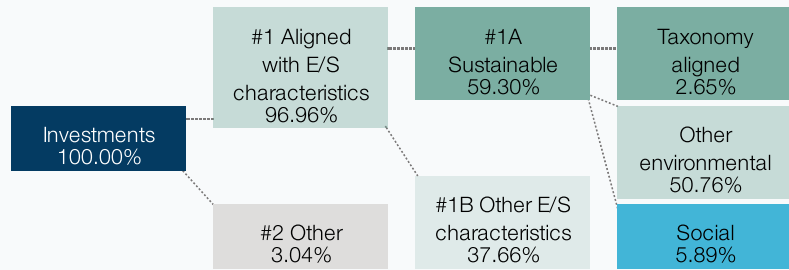 Investments
100.00%
#1 Aligned
with E/S
characteristics
96.96%
#2 Other
3.04%
#1A
Sustainable
59.30%
#1B Other E/S
characteristics
37.66%
Taxonomy
aligned
2.65%
Other
environmental
50.76%
Social
5.89%